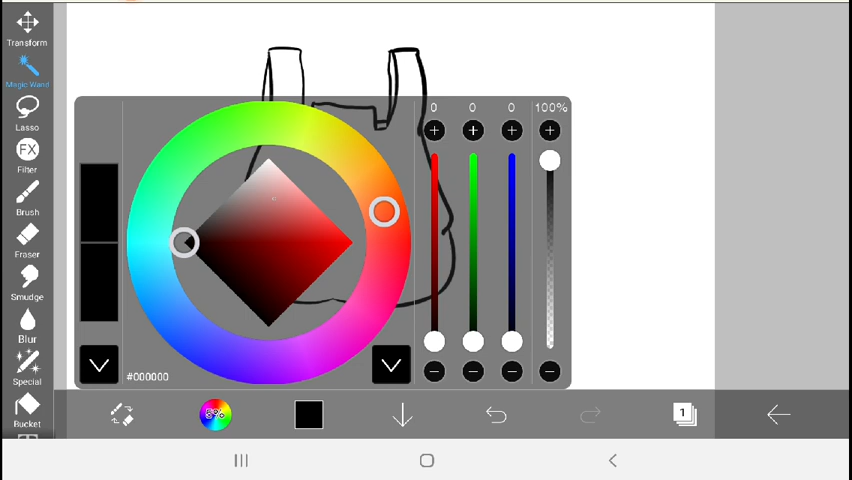 Transform
Magic Wand
Lasso
FX
Filter
Brush
Eraser
Smudge
Blur
Special
Bucket
0 0 0 100%
#000000
1